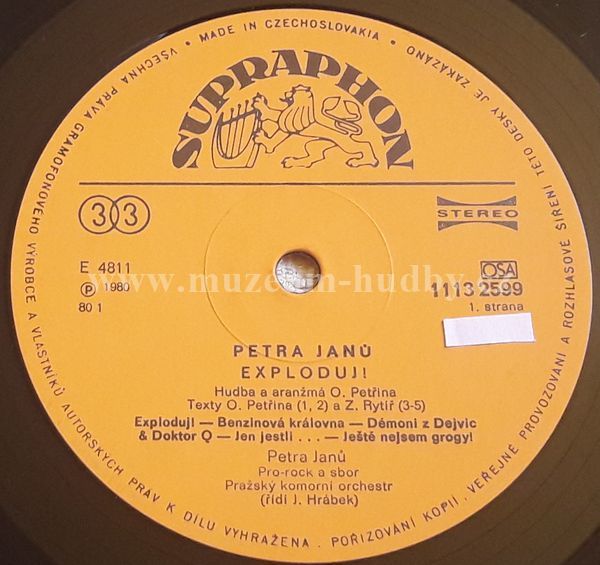 VŠECHNA PRÁVA GRAMOFONOVÉHO VÝROBCE A VLASTNÍKŮ AUTORSKÝCH PRÁV K DÍLU VYHRAŽENA . POŘIZOVÁNÍ KOPIÍ, VEŘEJNÉ PROVOZOVÁNÍ A ROZHLASOVÉ ŠÍŘENÍ TÉTO DESKY JE ZAKÁZÁNO
• MADE IN CZECHOSLOVAKIA •
SUPRAPHON
33
STEREO
E 4811
OSA
℗ 1980
1113 2599
80 1
1. strana
www.muzeum-hudby.
PETRA JANŮ
EXPLODUJ!
Hudba a aranžmá O. Petřina
Texty O. Petřina (1, 2) a Z. Rytíř (3-5)
Exploduj! — Benzinová královna — Démoni z Dejvic
& Doktor Q — Jen jestli . . . — Ještě nejsem grogy!
Petra Janů
Pro-rock a sbor
Pražský komorní orchestr
(řídí J. Hrábek)